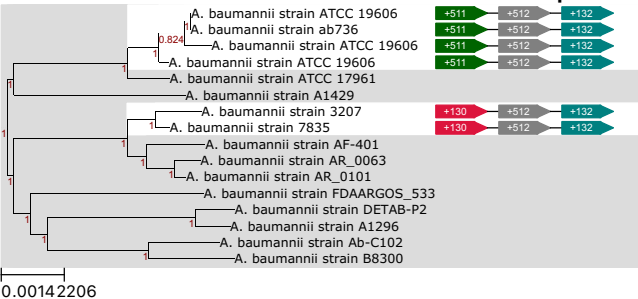 A. baumannii strain ATCC 19606 +511 +512 +132
A. baumannii strain ab736 +511 +512 +132
0.824 A. baumannii strain ATCC 19606 +511 +512 +132
1 A. baumannii strain ATCC 19606 +511 +512 +132
1 A. baumannii strain ATCC 17961
1 A. baumannii strain A1429
A. baumannii strain 3207 +130 +512 +132
1 1 A. baumannii strain 7835 +130 +512 +132
1 A. baumannii strain AF-401
1 A. baumannii strain AR_0063
1 1 A. baumannii strain AR_0101
A. baumannii strain FDAARGOS_533
A. baumannii strain DETAB-P2
1 1 A. baumannii strain A1296
1 A. baumannii strain Ab-C102
1 A. baumannii strain B8300
0.00142206